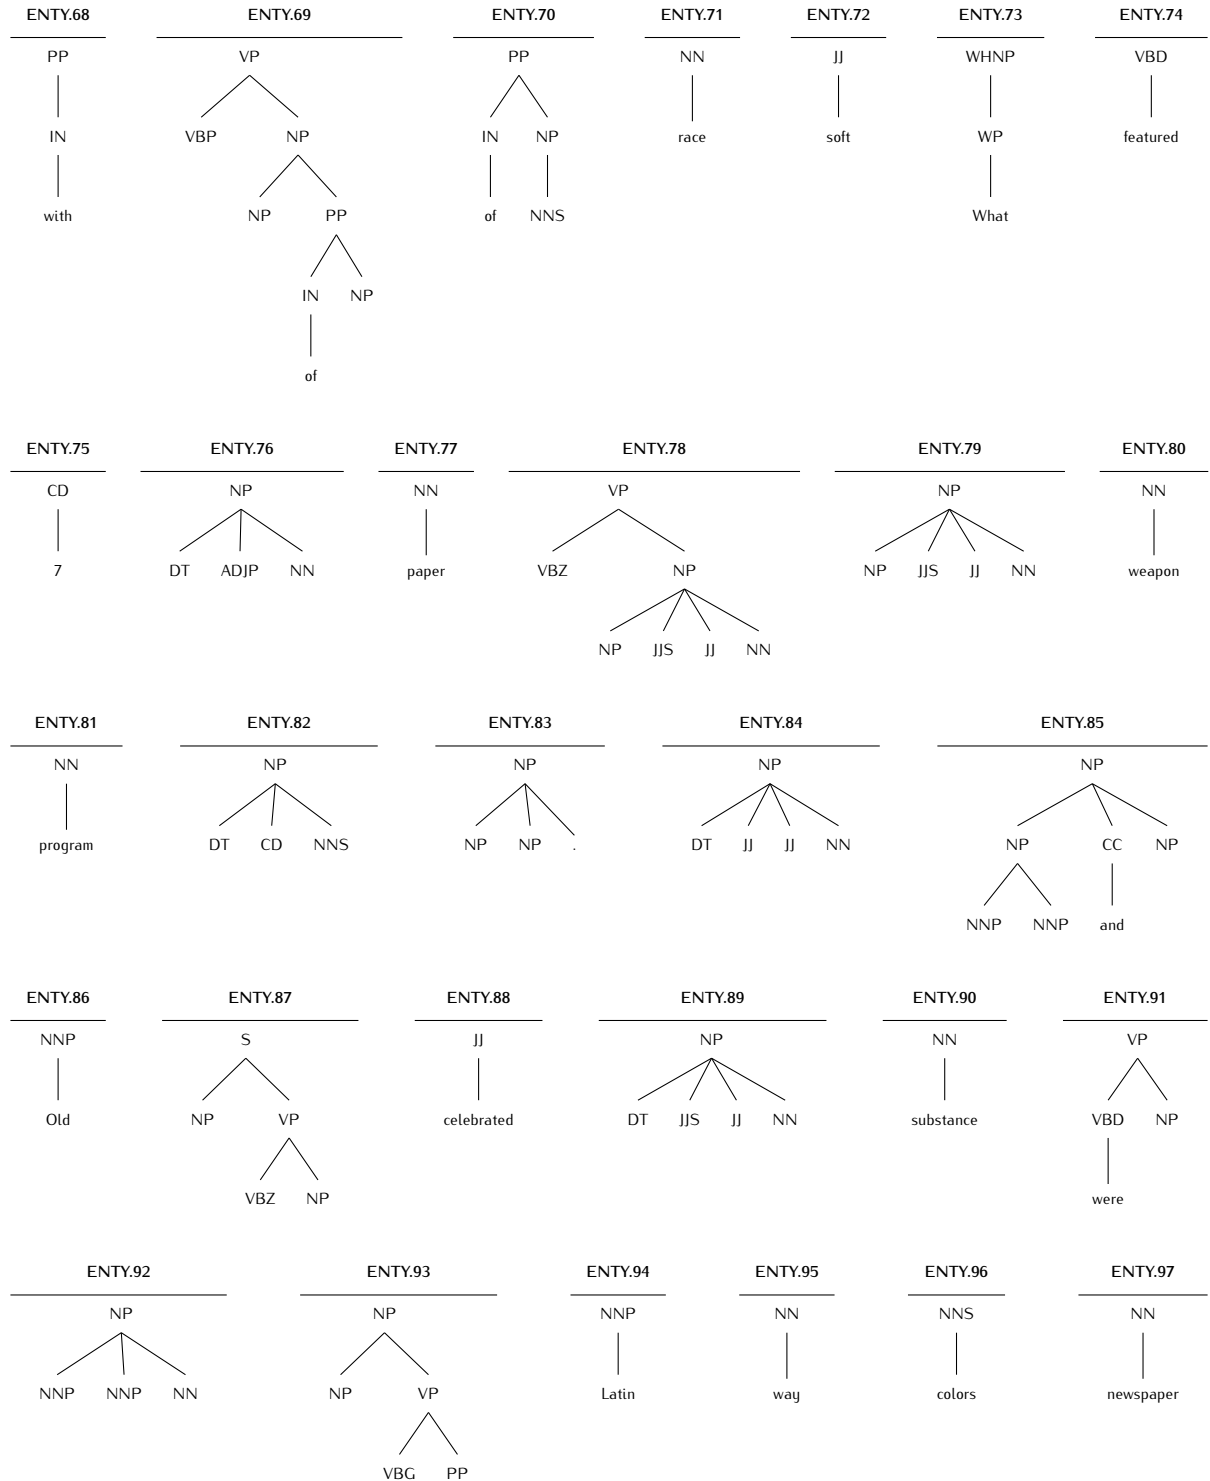 ENTY.68 ENTY.69 ENTY.70 ENTY.71 ENTY.72 ENTY.73 ENTY.74
PP VP PP NN JJ WHNP VBD
IN VBP NP IN NP race soft WP featured
with NP PP of NNS What
IN NP
of
ENTY.75 ENTY.76 ENTY.77 ENTY.78 ENTY.79 ENTY.80
CD NP NN VP NP NN
7 DT ADJP NN paper VBZ NP NP JJS JJ NN weapon
NP JJS JJ NN
ENTY.81 ENTY.82 ENTY.83 ENTY.84 ENTY.85
NN NP NP NP NP
program DT CD NNS NP NP . DT JJ JJ NN NP CC NP
NNP NNP and
ENTY.86 ENTY.87 ENTY.88 ENTY.89 ENTY.90 ENTY.91
NNP S JJ NP NN VP
Old NP VP celebrated DT JJS JJ NN substance VBD NP
VBZ NP were
ENTY.92 ENTY.93 ENTY.94 ENTY.95 ENTY.96 ENTY.97
NP NP NNP NN NNS NN
NNP NNP NN NP VP Latin way colors newspaper
VBG PP